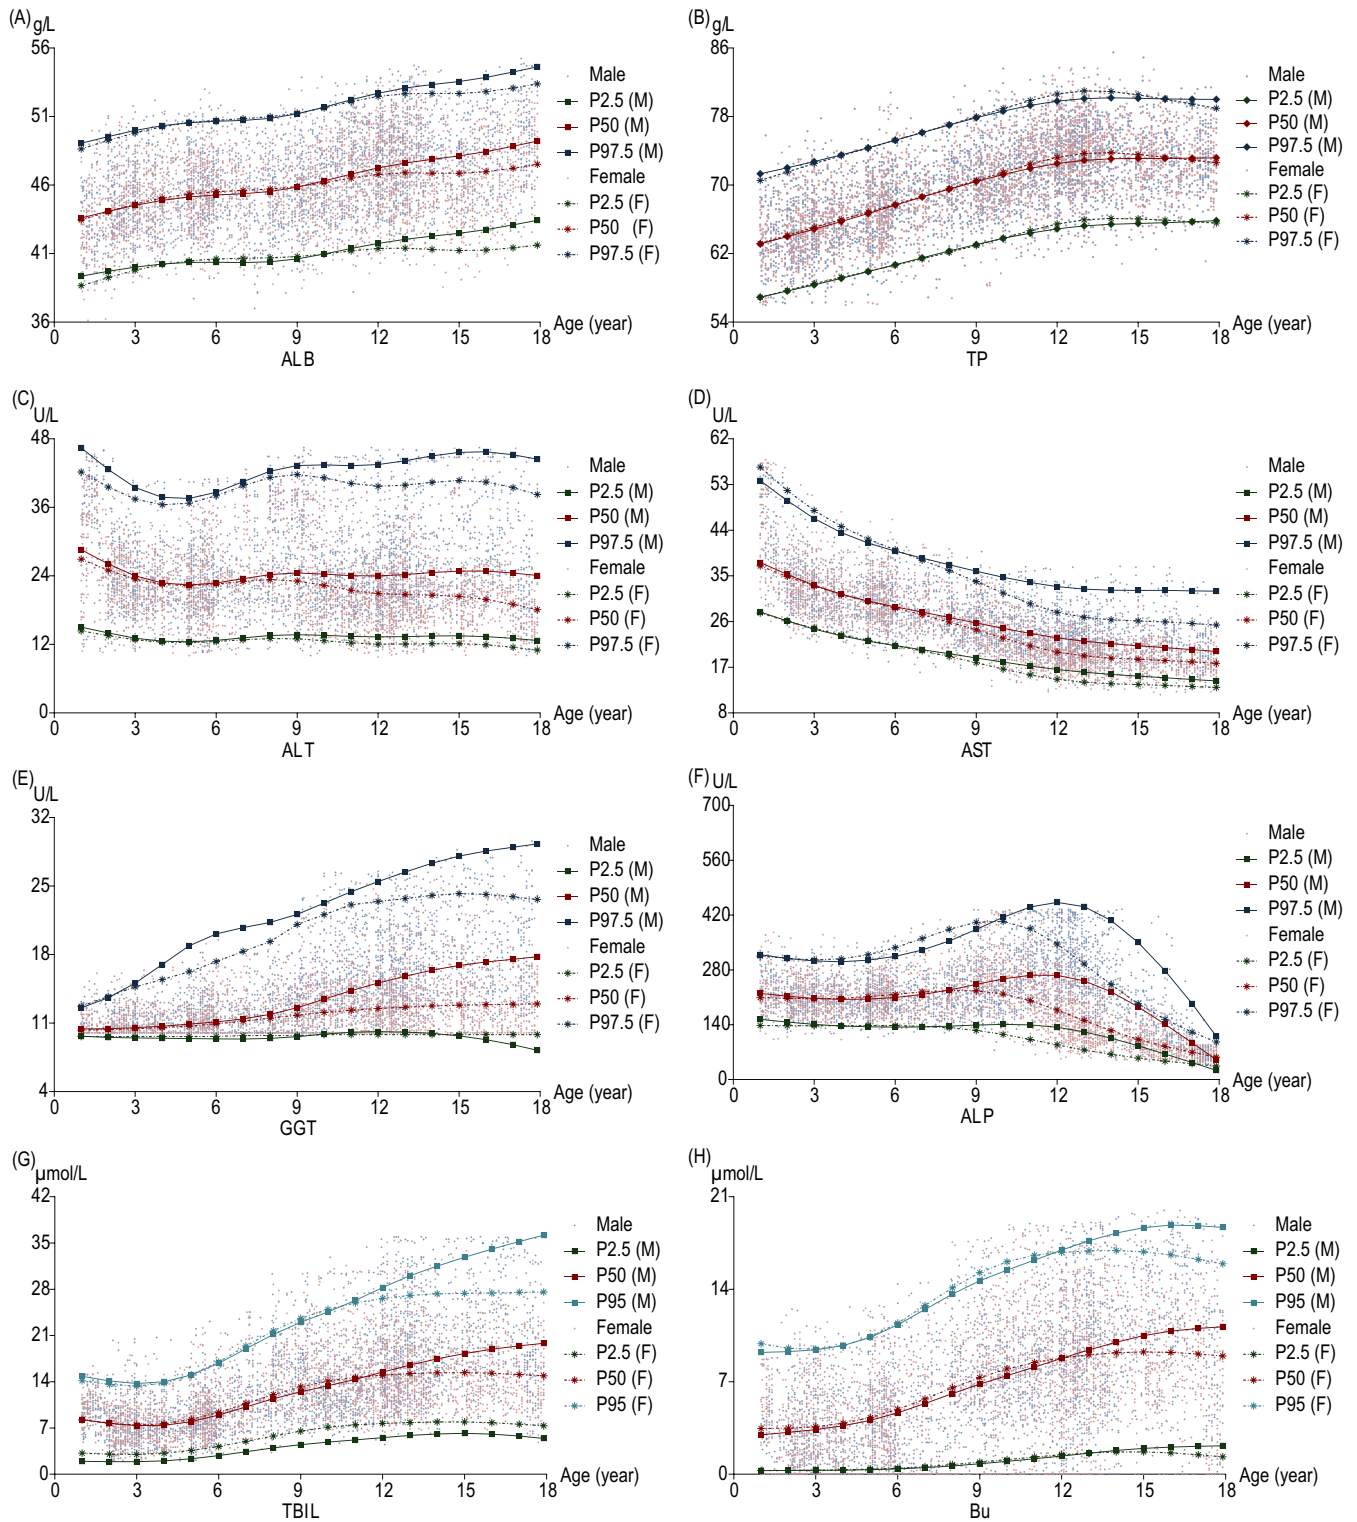 (A) g/L
56
51
46
41
36
0 3 6 9 12 15 18 Age (year)
ALB
Male
P2.5 (M)
P50 (M)
P97.5 (M)
Female
P2.5 (F)
P50 (F)
P97.5 (F)
(B) g/L
86
78
70
62
54
0 3 6 9 12 15 18 Age (year)
TP
Male
P2.5 (M)
P50 (M)
P97.5 (M)
Female
P2.5 (F)
P50 (F)
P97.5 (F)
(C) U/L
48
36
24
12
0
0 3 6 9 12 15 18 Age (year)
ALT
Male
P2.5 (M)
P50 (M)
P97.5 (M)
Female
P2.5 (F)
P50 (F)
P97.5 (F)
(D) U/L
62
53
44
35
26
17
8
0 3 6 9 12 15 18 Age (year)
AST
Male
P2.5 (M)
P50 (M)
P97.5 (M)
Female
P2.5 (F)
P50 (F)
P97.5 (F)
(E) U/L
32
25
18
11
4
0 3 6 9 12 15 18 Age (year)
GGT
Male
P2.5 (M)
P50 (M)
P97.5 (M)
Female
P2.5 (F)
P50 (F)
P97.5 (F)
(F) U/L
700
560
420
280
140
0
0 3 6 9 12 15 18 Age (year)
ALP
Male
P2.5 (M)
P50 (M)
P97.5 (M)
Female
P2.5 (F)
P50 (F)
P97.5 (F)
(G) µmol/L
42
35
28
21
14
7
0
0 3 6 9 12 15 18 Age (year)
TBIL
Male
P2.5 (M)
P50 (M)
P95 (M)
Female
P2.5 (F)
P50 (F)
P95 (F)
(H) µmol/L
21
14
7
0
0 3 6 9 12 15 18 Age (year)
Bu
Male
P2.5 (M)
P50 (M)
P95 (M)
Female
P2.5 (F)
P50 (F)
P95 (F)